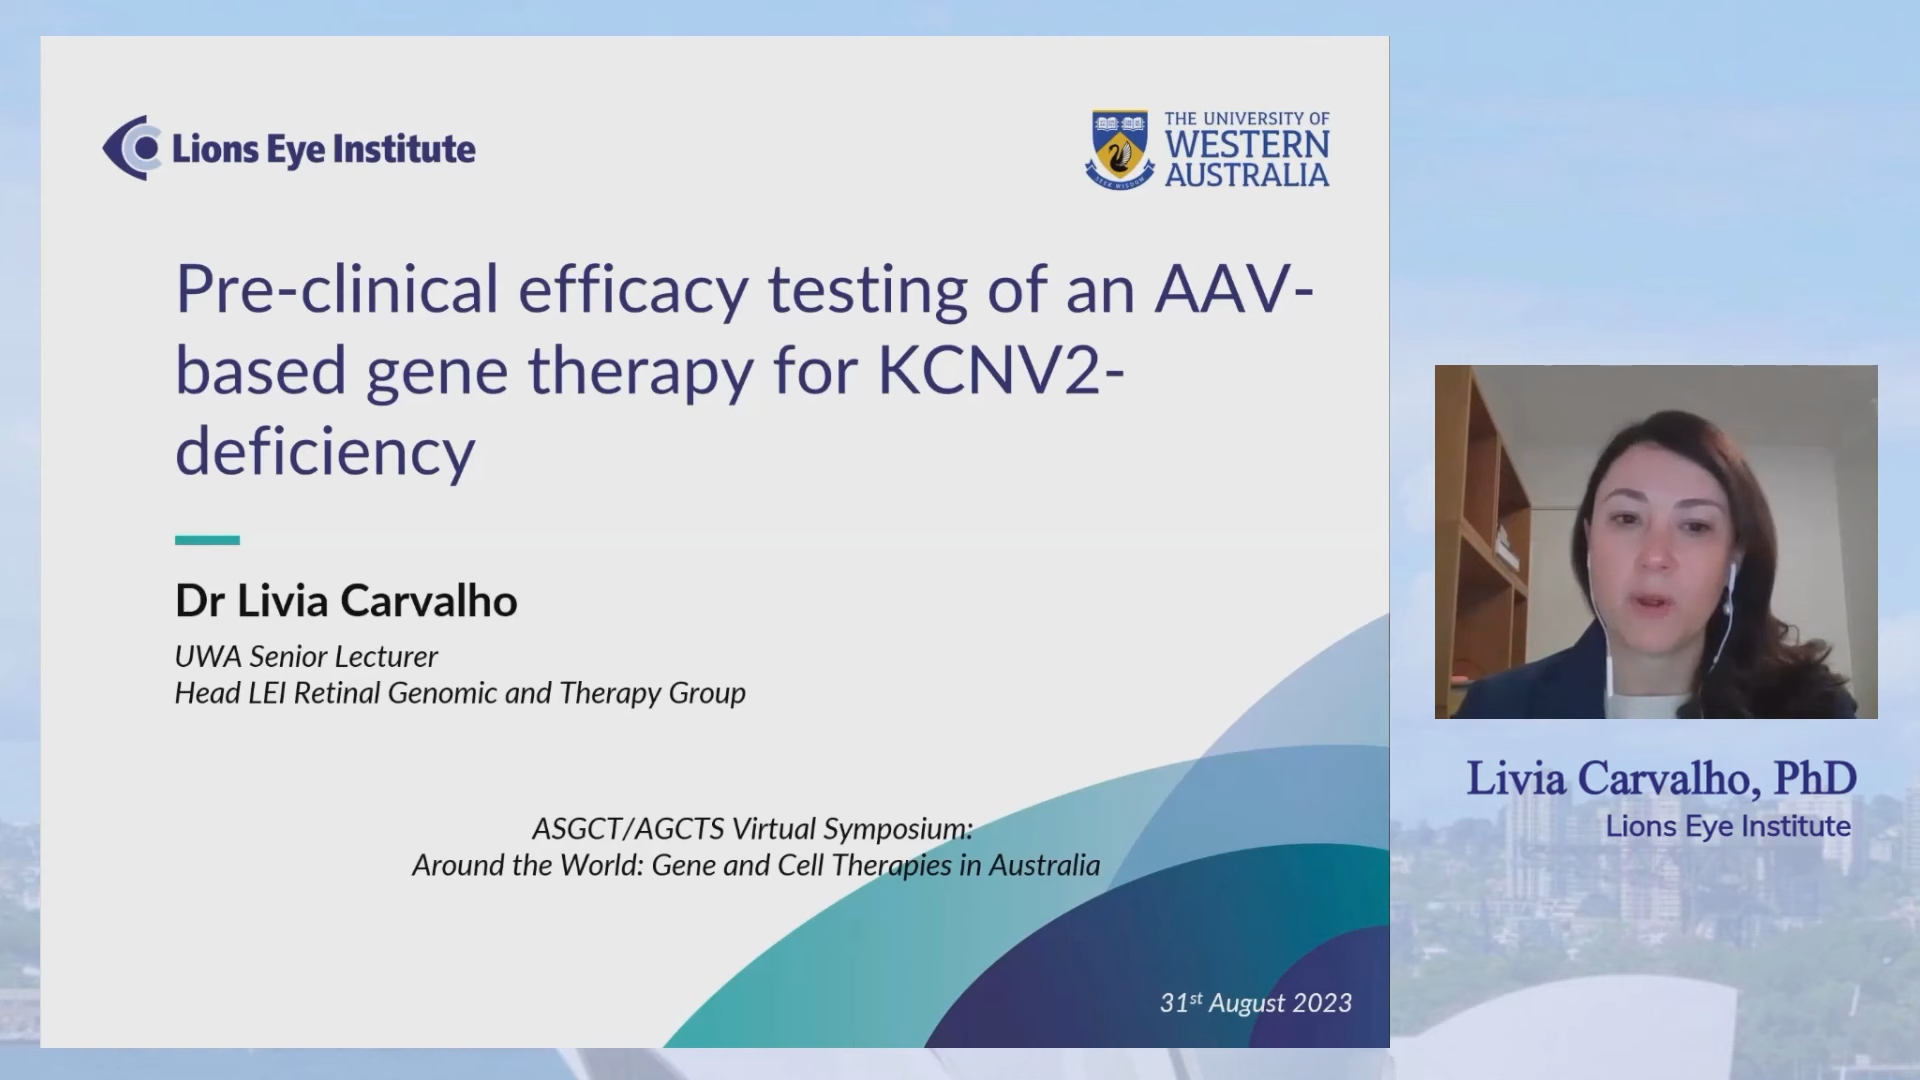 Lions Eye Institute
THE UNIVERSITY OF
WESTERN
AUSTRALIA
SEEK WISDOM
Pre-clinical efficacy testing of an AAV-
based gene therapy for KCNV2-
deficiency
Dr Livia Carvalho
UWA Senior Lecturer
Head LEI Retinal Genomic and Therapy Group
ASGCT/AGCTS Virtual Symposium:
Around the World: Gene and Cell Therapies in Australia
31st August 2023
Livia Carvalho, PhD
Lions Eye Institute